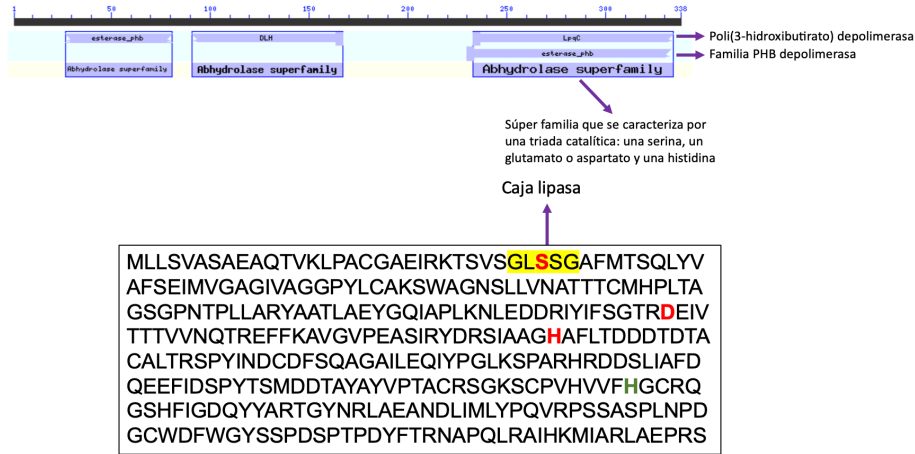 1 50 100 150 200 250 300 338
esterase_phb DLH LpqC Poli(3-hidroxibutirato) depolimerasa
esterase_phb Familia PHB depolimerasa
Abhydrolase superfamily Abhydrolase superfamily Abhydrolase superfamily
Súper familia que se caracteriza por
una triada catalítica: una serina, un
glutamato o aspartato y una histidina
Caja lipasa
MLLSVASAEAQTVKLPACGAEIRKTSVSGLSSGAFMTSQLYV
AFSEIMVGAGIVAGGPYLCAKSWAGNSLLVNATTTCMHPLTA
GSGPNTPLLARYAATLAEYGQIAPLKNLEDDRIYIFSGTRDEIV
TTTVVNQTREFFKAVGVPEASIRYDRSIAAGHAFLTDDDTDTA
CALTRSPYINDCDFSQAGAILEQIYPGLKSPARHRDDSLIAFD
QEEFIDSPYTSMDDTAYAYVPTACRSGKSCPVHVVFHGCRQ
GSHFIGDQYYARTGYNRLAEANDLIMLYPQVRPSSASPLNPD
GCWDFWGYSSPDSPTPDYFTRNAPQLRAIHKMIARLAEPRS